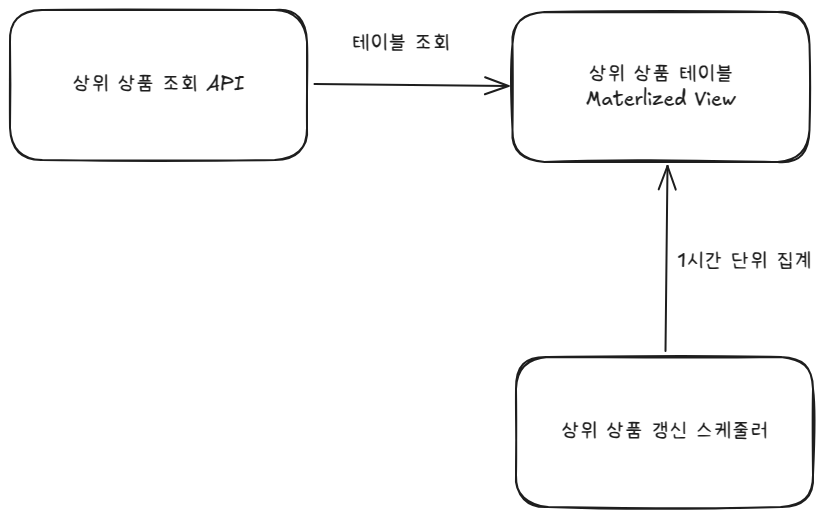 테이블 조회
상위 상품 조회 API
상위 상품 테이블
Materlized View
1시간 단위 집계
상위 상품 갱신 스케줄러